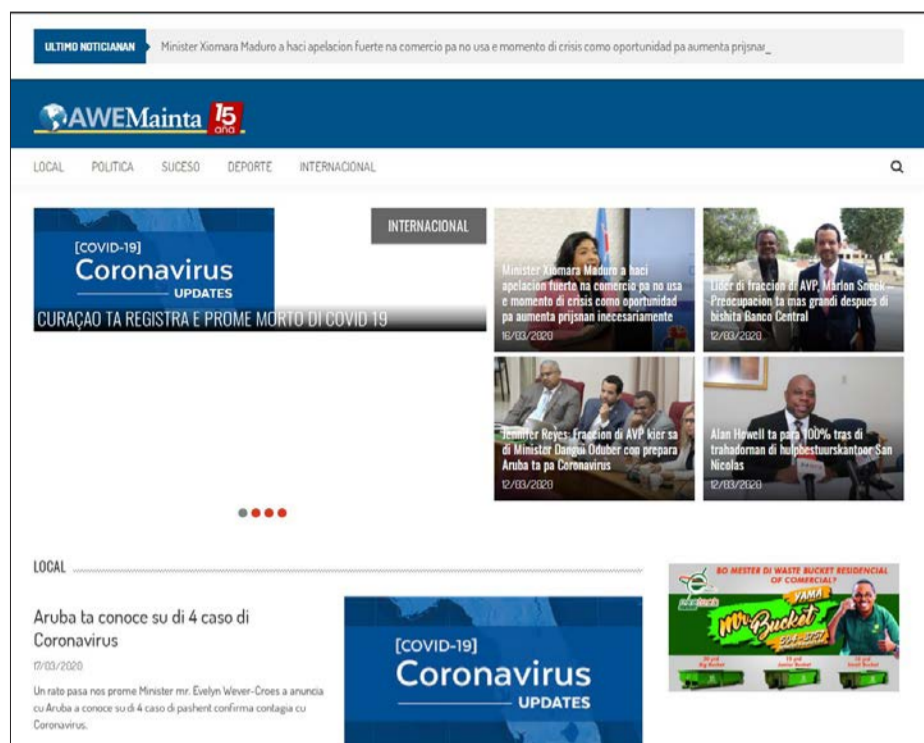 ULTIMO NOTICIANAN
Minister Xiomara Maduro a haci apelacion fuerte na comercio pa no usa e momento di crisis como oportunidad pa aumenta prijsnan_
AWEMainta 15
aña
LOCAL POLITICA SUCESO DEPORTE INTERNACIONAL
INTERNACIONAL
[COVID-19]
Coronavirus
UPDATES
CURAÇAO TA REGISTRA E PROME MORTO DI COVID 19
Minister Xiomara Maduro a haci
apelacion fuerte na comercio pa no usa
e momento di crisis como oportunidad
pa aumenta prijsnan inecesariamente
16/03/2020
Lider di fraccion di AVP, Marlon Sneek –
Preocupacion ta mas grandi despues di
bishita Banco Central
12/03/2020
Jennifer Reyes: Fraccion di AVP kier sa
di Minister Dangui Oduber con prepara
Aruba ta pa Coronavirus
12/03/2020
Alan Howell ta para 100% tras di
trahadornan di hulpbestuurskantoor San
Nicolas
12/03/2020
LOCAL
Aruba ta conoce su di 4 caso di
Coronavirus
17/03/2020
Un rato pasa nos prome Minister mr. Evelyn Wever-Croes a anuncia
cu Aruba a conoce su di 4 caso di pashent confirma contagia cu
Coronavirus.
[COVID-19]
Coronavirus
UPDATES
BO MESTER DI WASTE BUCKET RESIDENCIAL
OF COMERCIAL?
YAMA
Mr Bucket
Big Bucket
Junior Bucket
Small Bucket